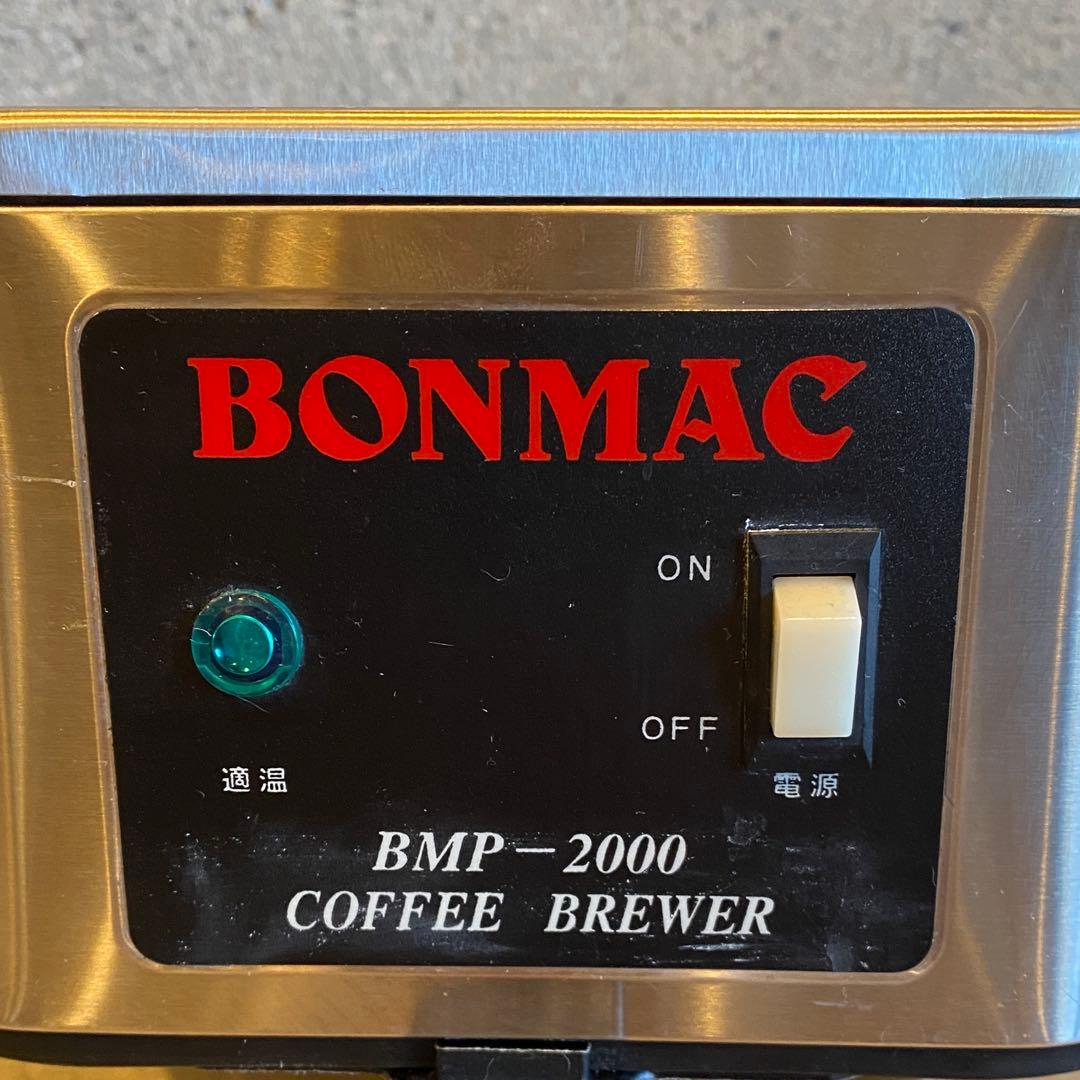 BONMAC
ON
OFF
適温
電源
BMP－2000
COFFEE BREWER